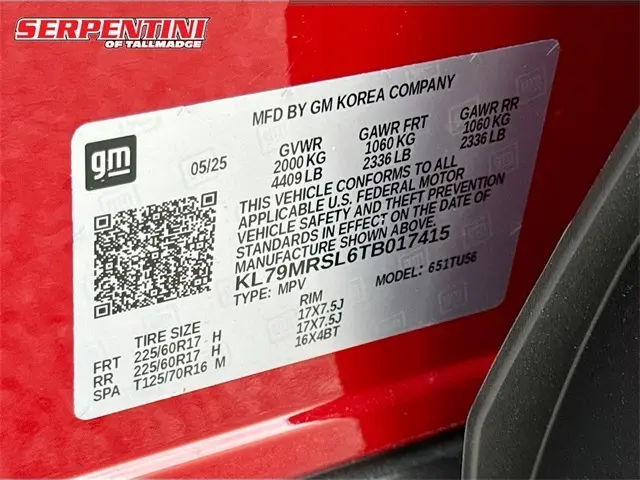 SERPENTINI
OF TALLMADGE
MFD BY GM KOREA COMPANY
gm
05/25
GVWR GAWR FRT GAWR RR
2000 KG 1060 KG 1060 KG
4409 LB 2336 LB 2336 LB
THIS VEHICLE CONFORMS TO ALL
APPLICABLE U.S. FEDERAL MOTOR
VEHICLE SAFETY AND THEFT PREVENTION
STANDARDS IN EFFECT ON THE DATE OF
MANUFACTURE SHOWN ABOVE.
KL79MRSL6TB017415
TYPE: MPV MODEL: 651TU56
TIRE SIZE RIM
FRT 225/60R17 H 17X7.5J
RR 225/60R17 H 17X7.5J
SPA T125/70R16 M 16X4BT